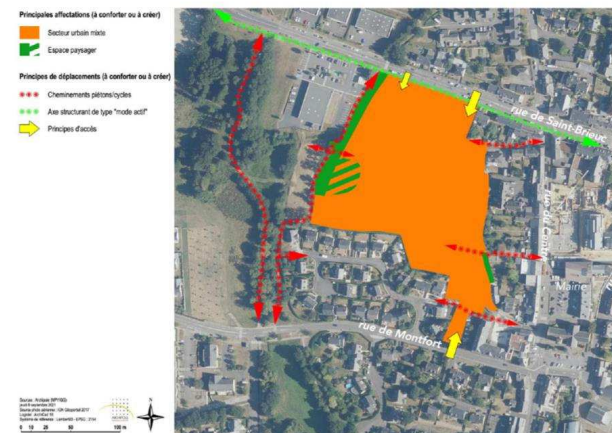 Principales affectations (à conforter ou à créer)
Secteur urbain mixte
Espace paysager
Principes de déplacements (à conforter ou à créer)
Cheminements piétons/cycles
Axe structurant de type "mode actif"
Principes d'accès
rue de Saint-Brieuc
Mairie
rue de Montfort
0 10 20
100 m